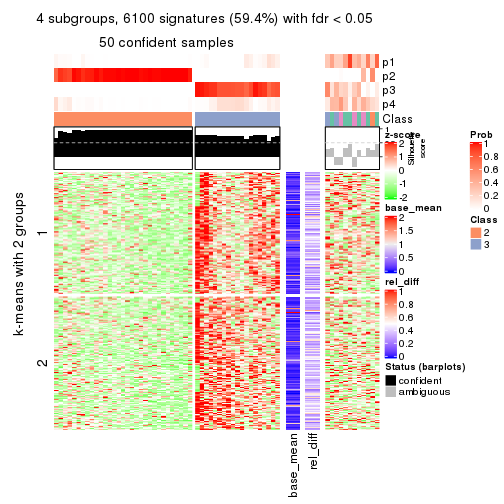 4 subgroups, 6100 signatures (59.4%) with fdr < 0.05
50 confident samples
p1
p2
p3
p4
Class
1
0
Silhouette
score
k-means with 2 groups
1
2
base_mean
rel_diff
z-score
2
1
0
-1
-2
base_mean
2
1.5
1
0.5
0
rel_diff
1
0.8
0.6
0.4
0.2
0
Status (barplots)
confident
ambiguous
Prob
1
0.8
0.6
0.4
0.2
0
Class
2
3